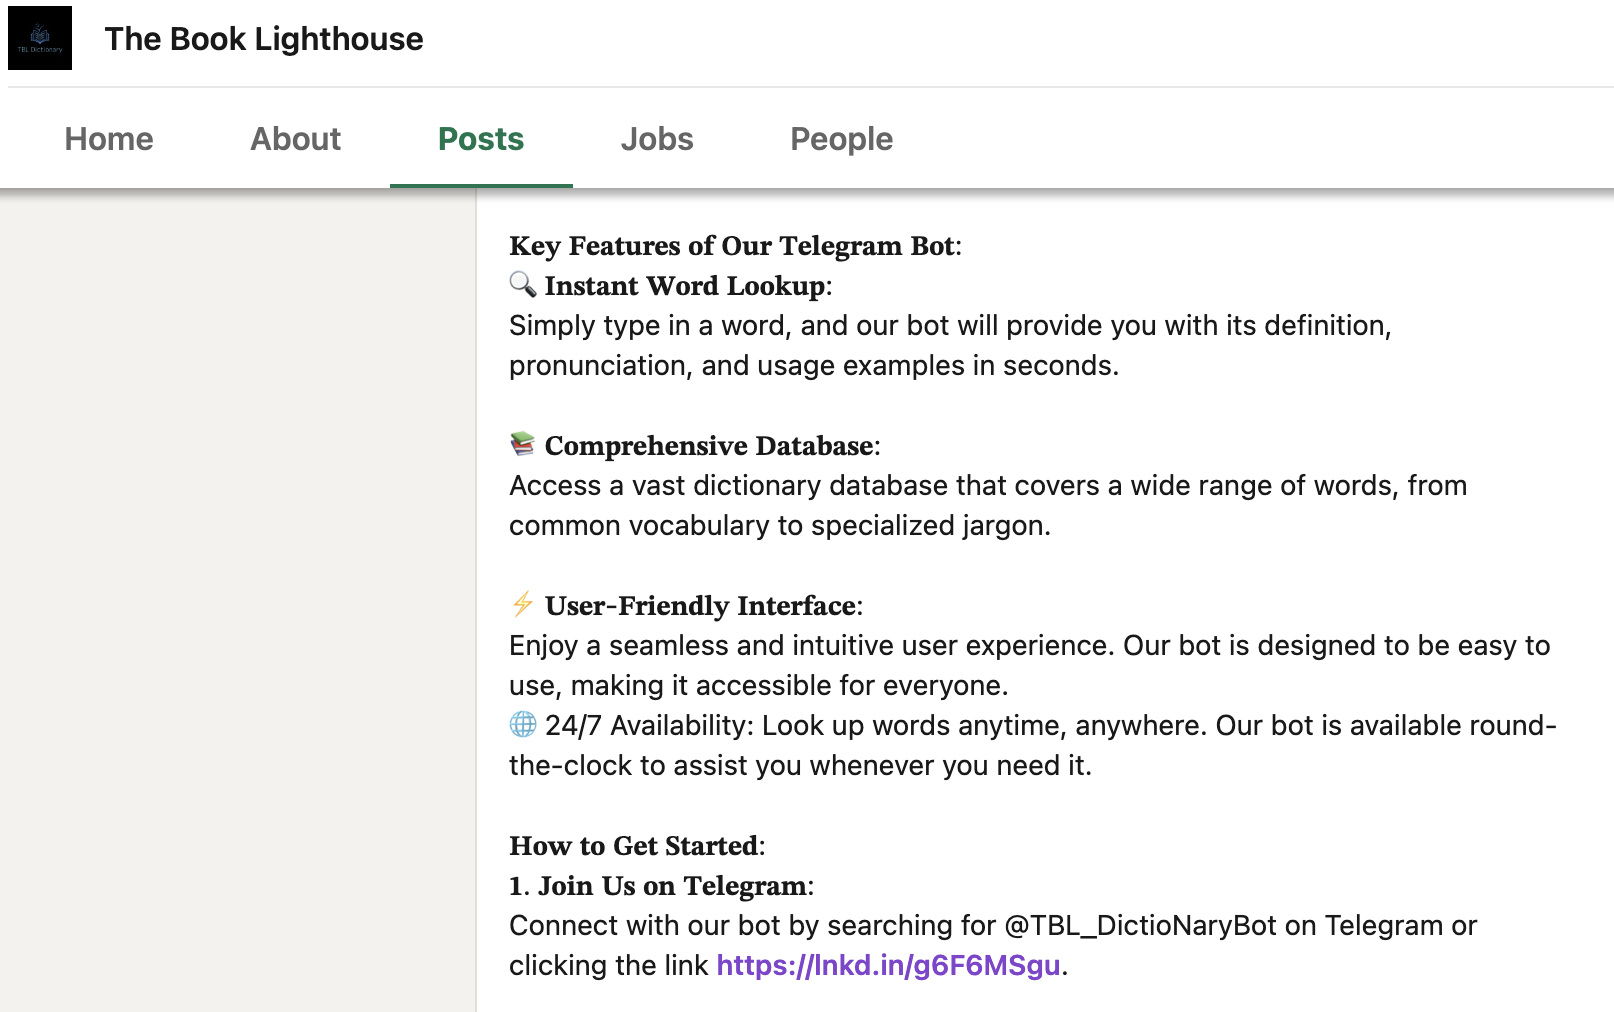 TBL Dictionary
The Book Lighthouse
Home About Posts Jobs People
Key Features of Our Telegram Bot:
🔍 Instant Word Lookup:
Simply type in a word, and our bot will provide you with its definition,
pronunciation, and usage examples in seconds.
📚 Comprehensive Database:
Access a vast dictionary database that covers a wide range of words, from
common vocabulary to specialized jargon.
⚡ User-Friendly Interface:
Enjoy a seamless and intuitive user experience. Our bot is designed to be easy to
use, making it accessible for everyone.
🌐 24/7 Availability: Look up words anytime, anywhere. Our bot is available round-
the-clock to assist you whenever you need it.
How to Get Started:
1. Join Us on Telegram:
Connect with our bot by searching for @TBL_DictioNaryBot on Telegram or
clicking the link https://lnkd.in/g6F6MSgu.